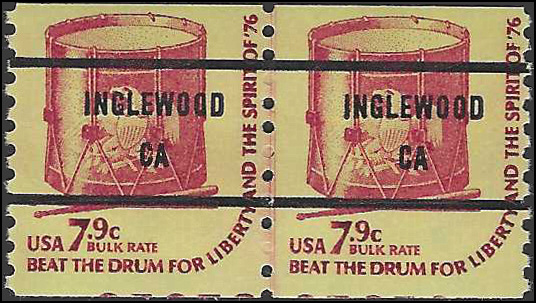 INGLEWOOD
CA
USA 7.9c
BULK RATE
BEAT THE DRUM FOR LIBERTY AND THE SPIRIT OF '76
INGLEWOOD
CA
USA 7.9c
BULK RATE
BEAT THE DRUM FOR LIBERTY AND THE SPIRIT OF '76